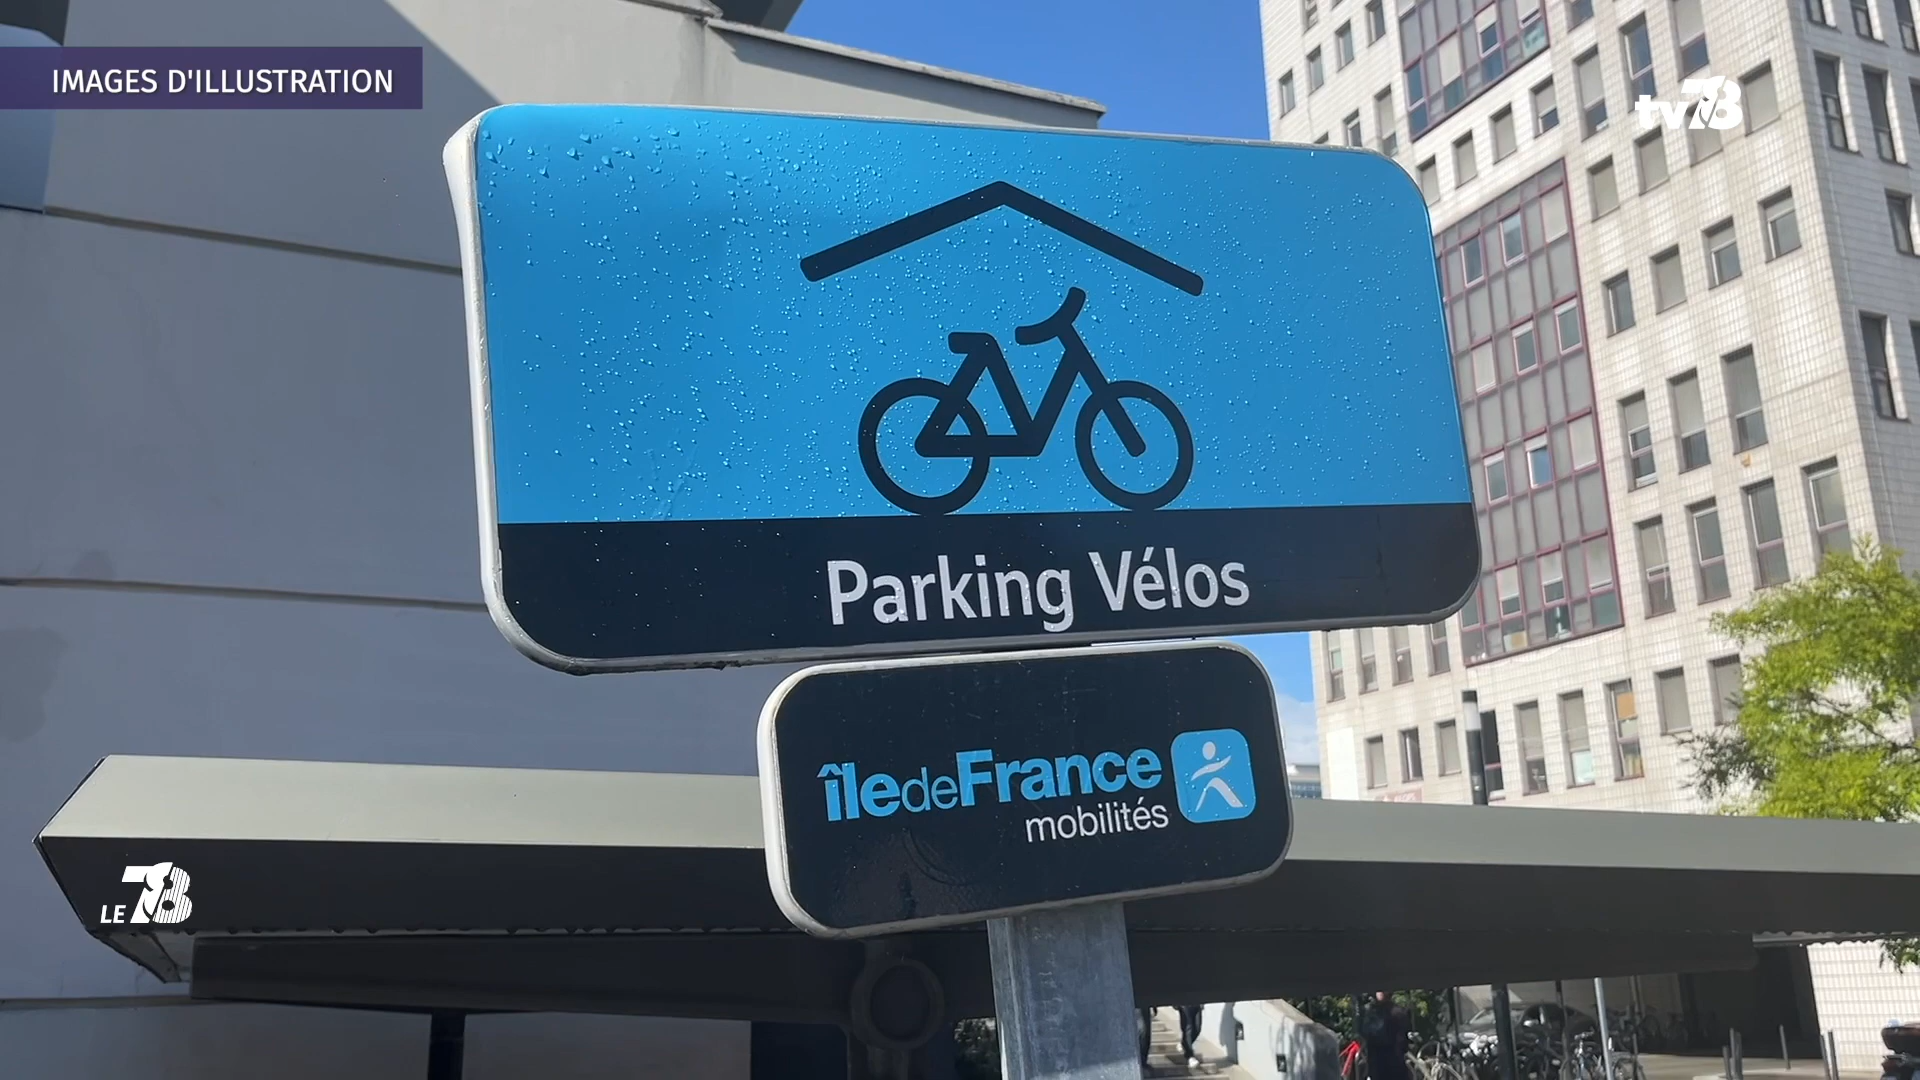 IMAGES D'ILLUSTRATION
tv78
Parking Vélos
îledeFrance
mobilités
LE 78